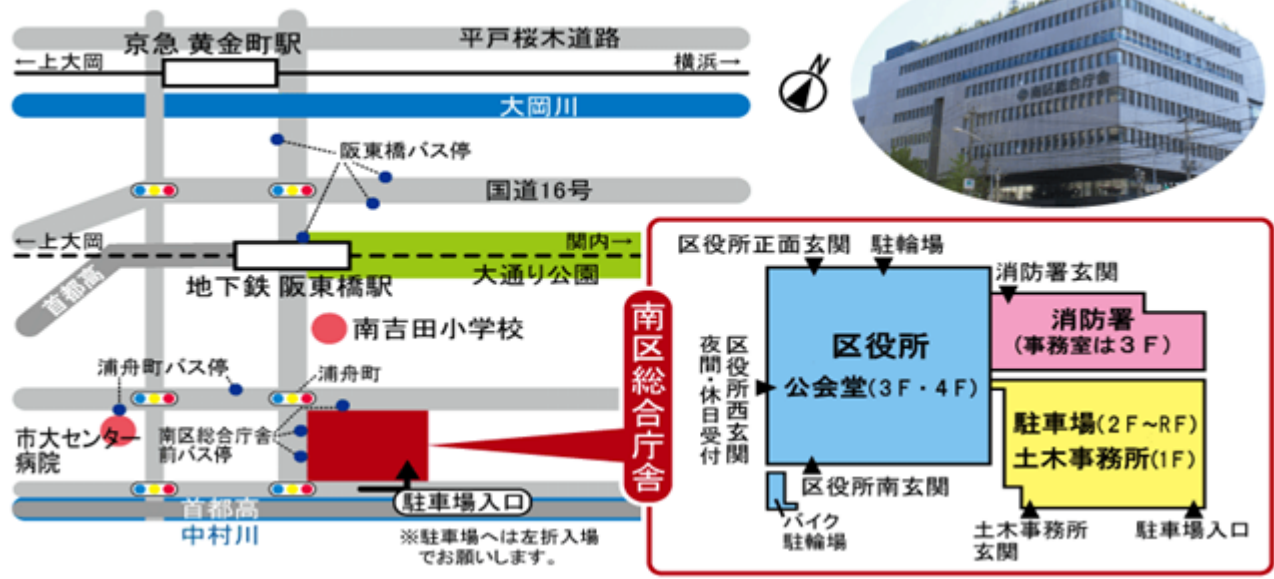 京急 黄金町駅
平戸桜木道路
←上大岡
横浜→
大岡川
N
南区総合庁舎
阪東橋バス停
国道16号
←上大岡
関内→
大通り公園
首都高
地下鉄 阪東橋駅
南吉田小学校
浦舟町バス停
浦舟町
市大センター
病院
南区総合庁舎
前バス停
駐車場入口
首都高
中村川
※駐車場へは左折入場
でお願いします。
南区総合庁舎
区役所正面玄関
駐輪場
消防署玄関
消防署
(事務室は3F)
区役所
公会堂(3F・4F)
区役所西玄関
夜間・休日受付
駐車場(2F~RF)
土木事務所(1F)
区役所南玄関
バイク
駐輪場
土木事務所
玄関
駐車場入口